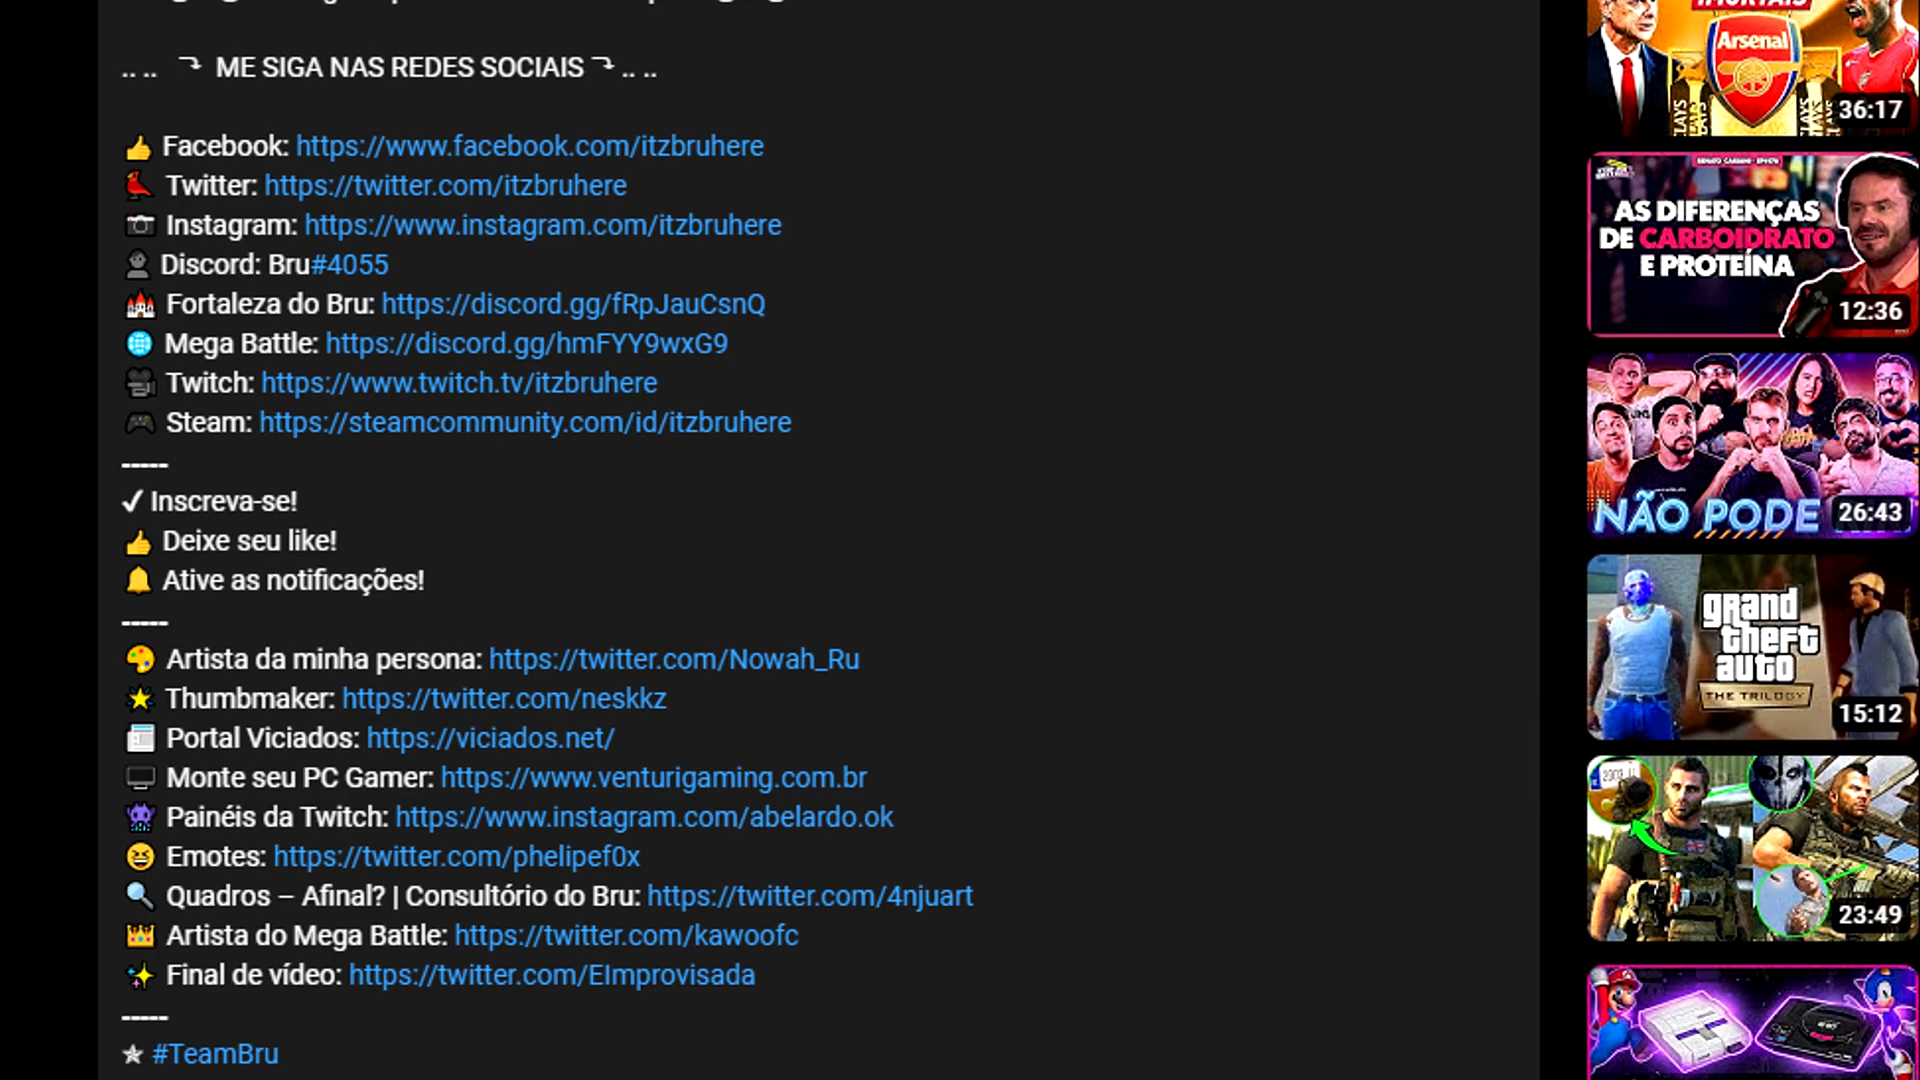 .. .. ME SIGA NAS REDES SOCIAIS .. ..
Facebook: https://www.facebook.com/itzbruhere
Twitter: https://twitter.com/itzbruhere
Instagram: https://www.instagram.com/itzbruhere
Discord: Bru#4055
Fortaleza do Bru: https://discord.gg/fRpJauCsnQ
Mega Battle: https://discord.gg/hmFYY9wxG9
Twitch: https://www.twitch.tv/itzbruhere
Steam: https://steamcommunity.com/id/itzbruhere
-----
✓ Inscreva-se!
Deixe seu like!
Ative as notificações!
-----
Artista da minha persona: https://twitter.com/Nowah_Ru
Thumbmaker: https://twitter.com/neskkz
Portal Viciados: https://viciados.net/
Monte seu PC Gamer: https://www.venturigaming.com.br
Painéis da Twitch: https://www.instagram.com/abelardo.ok
Emotes: https://twitter.com/phelipef0x
Quadros – Afinal? | Consultório do Bru: https://twitter.com/4njuart
Artista do Mega Battle: https://twitter.com/kawoofc
Final de vídeo: https://twitter.com/EImprovisada
-----
#TeamBru
Arsenal
36:17
AS DIFERENÇAS
DE CARBOIDRATO
E PROTEÍNA
12:36
NÃO PODE
26:43
grand
theft
auto
THE TRILOGY
15:12
23:49